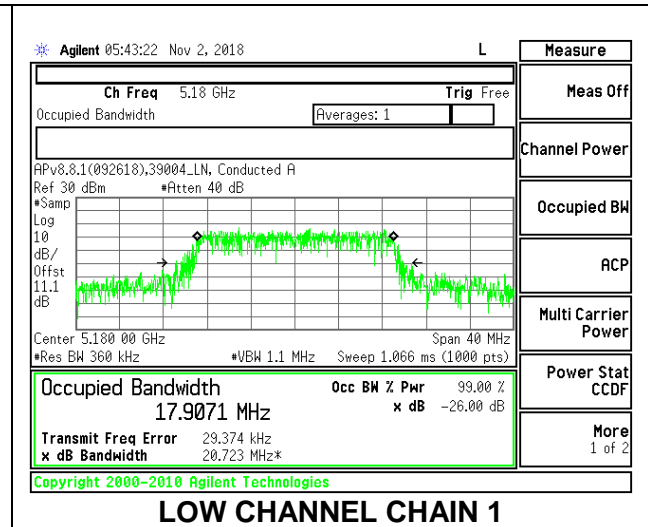 Agilent 05:43:22 Nov 2, 2018 L
Measure
Ch Freq 5.18 GHz Trig Free
Occupied Bandwidth Averages: 1
Meas Off
Channel Power
Occupied BW
ACP
Multi Carrier
Power
Power Stat
CCDF
More
1 of 2
APv8.8.1(092618),39004_LN, Conducted A
Ref 30 dBm #Atten 40 dB
#Samp
Log
10
dB/
Offst
11.1
dB
Center 5.180 00 GHz Span 40 MHz
#Res BW 360 kHz #VBW 1.1 MHz Sweep 1.066 ms (1000 pts)
Occupied Bandwidth Occ BW % Pwr 99.00 %
17.9071 MHz x dB -26.00 dB
Transmit Freq Error 29.374 kHz
x dB Bandwidth 20.723 MHz*
Copyright 2000-2010 Agilent Technologies
LOW CHANNEL CHAIN 1